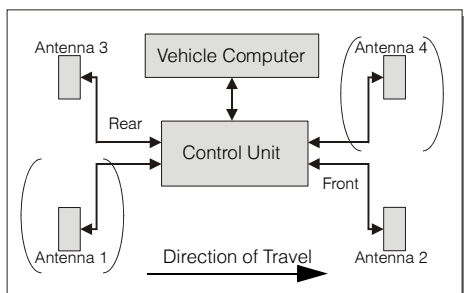 Antenna 3
Vehicle Computer
Antenna 4
Rear
Control Unit
Front
Antenna 1
Direction of Travel
Antenna 2